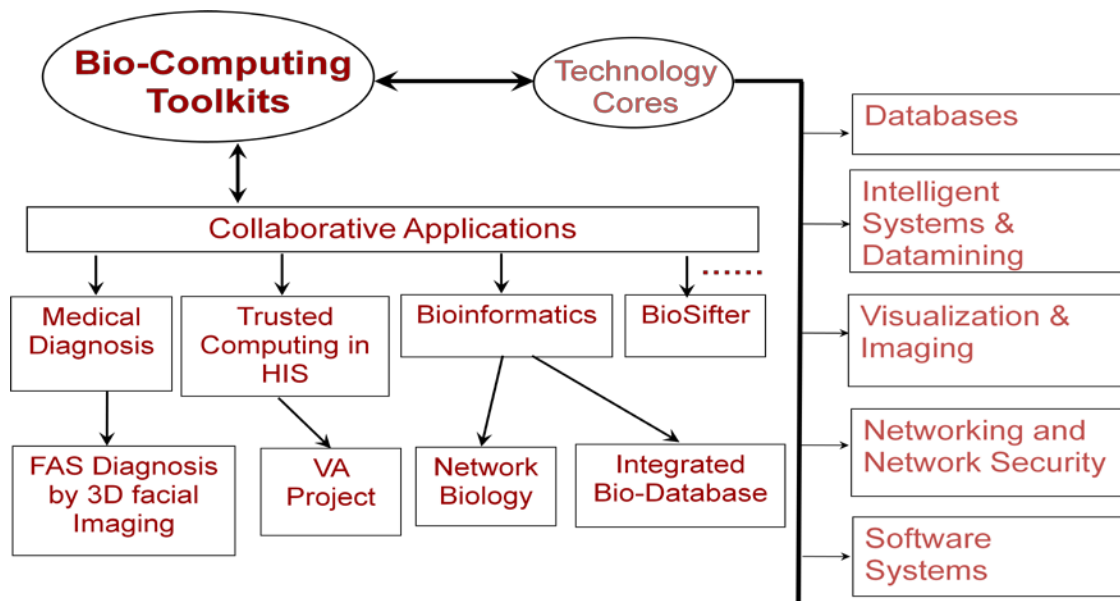 Bio-Computing
Toolkits
Technology
Cores
Databases
Intelligent
Systems &
Datamining
Visualization &
Imaging
Networking and
Network Security
Software
Systems
Collaborative Applications
Medical
Diagnosis
Trusted
Computing in
HIS
Bioinformatics
BioSifter
FAS Diagnosis
by 3D facial
Imaging
VA
Project
Network
Biology
Integrated
Bio-Database